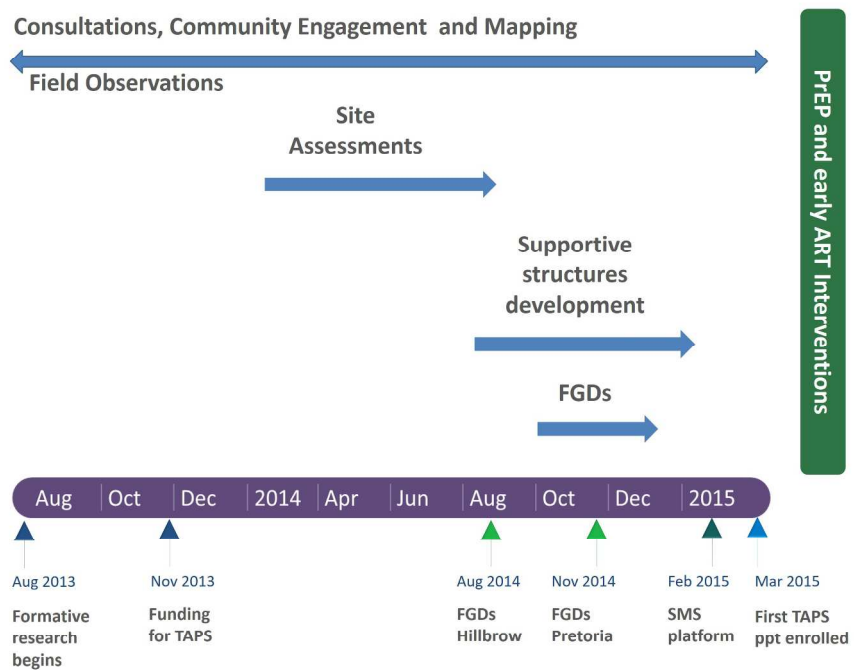 Consultations, Community Engagement and Mapping
Field Observations
Site
Assessments
Supportive
structures
development
FGDs
PrEP and early ART Interventions
Aug
Oct
Dec
2014
Apr
Jun
Aug
Oct
Dec
2015
Aug 2013
Formative
research
begins
Nov 2013
Funding
for TAPS
Aug 2014
FGDs
Hillbrow
Nov 2014
FGDs
Pretoria
Feb 2015
SMS
platform
Mar 2015
First TAPS
ppt enrolled